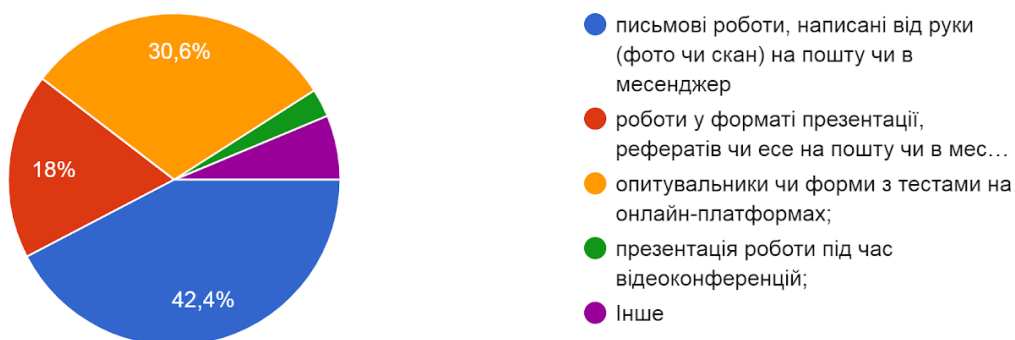 30,6%
18%
42,4%
письмові роботи, написані від руки
(фото чи скан) на пошту чи в
месенджер
роботи у форматі презентації,
рефератів чи есе на пошту чи в мес…
опитувальники чи форми з тестами на
онлайн-платформах;
презентація роботи під час
відеоконференцій;
Інше